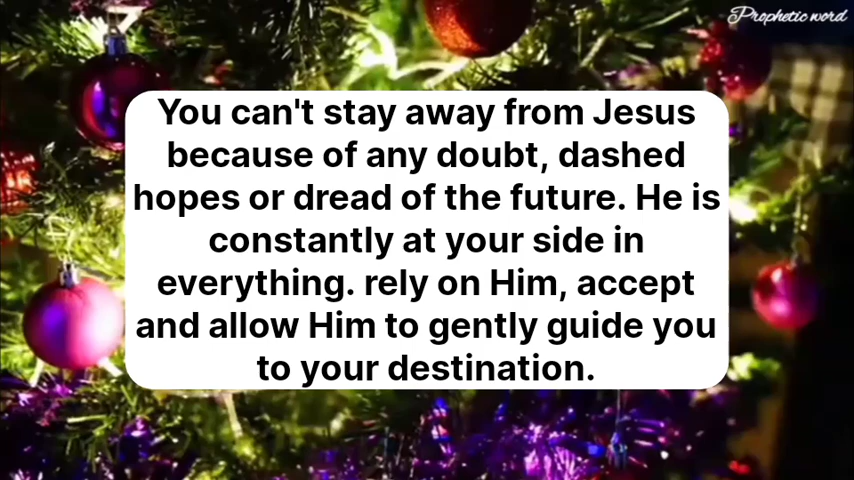 Prophetic word
You can't stay away from Jesus
because of any doubt, dashed
hopes or dread of the future. He is
constantly at your side in
everything. rely on Him, accept
and allow Him to gently guide you
to your destination.